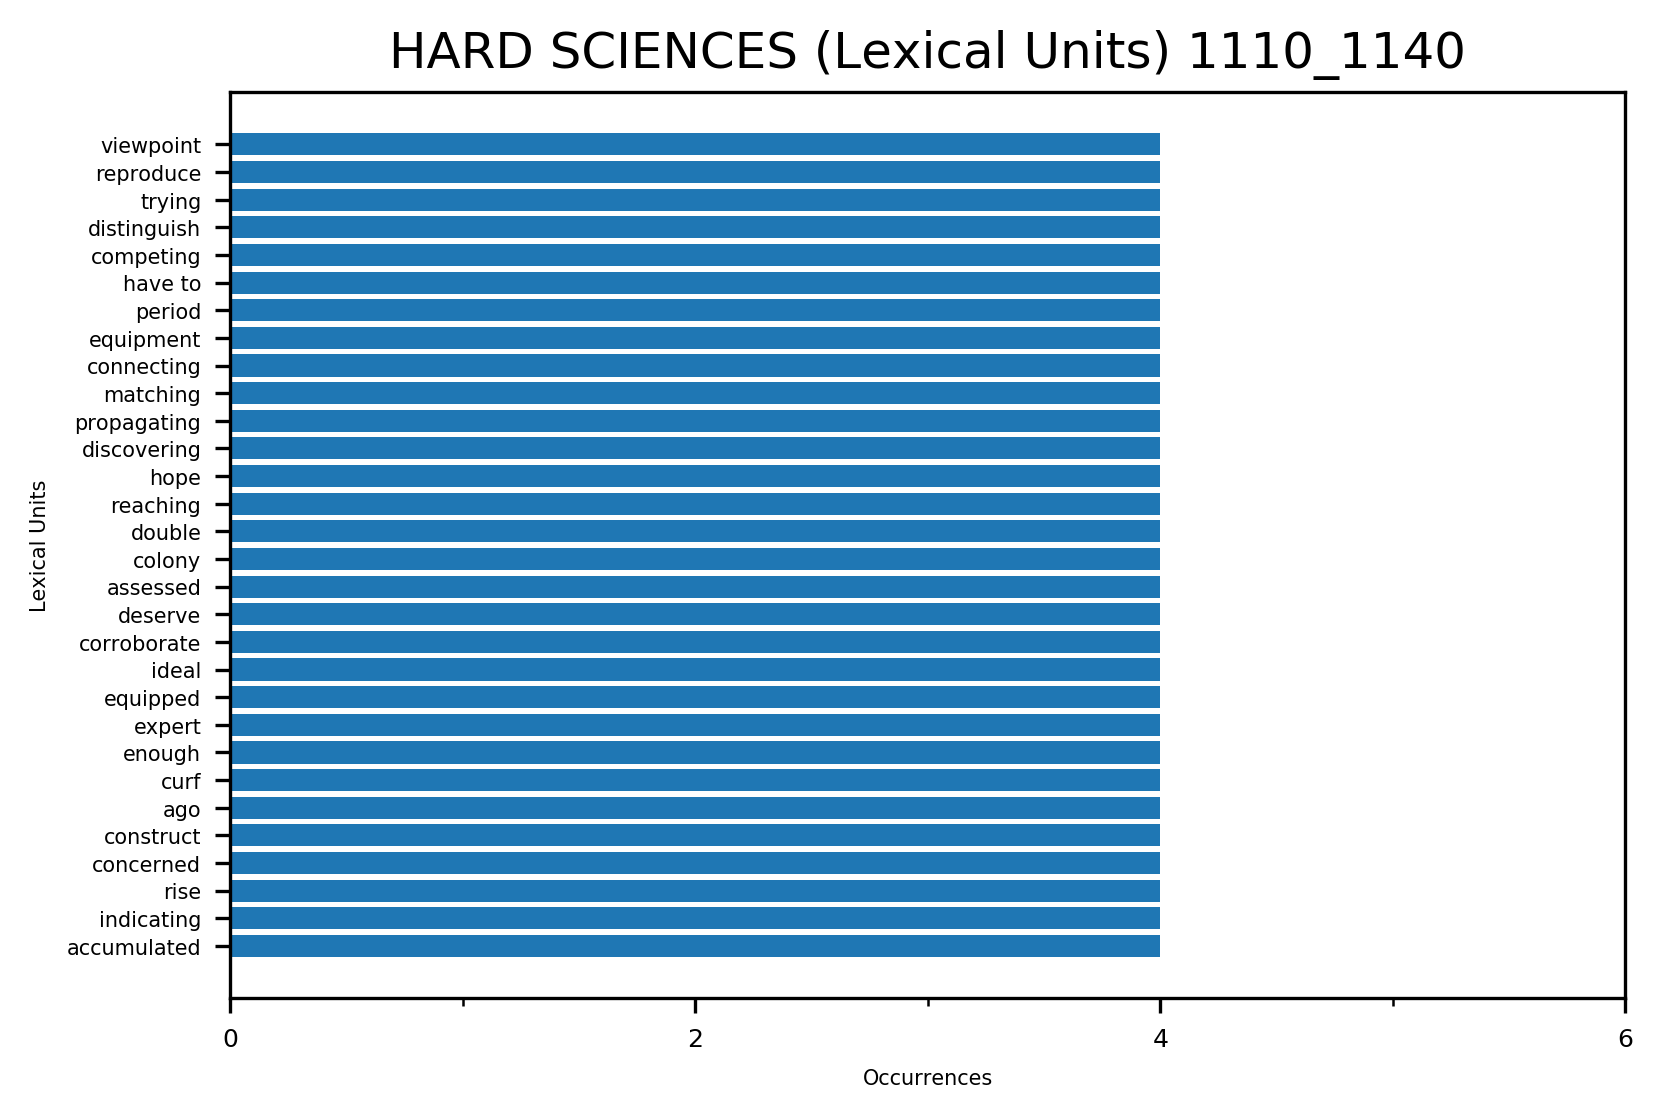 HARD SCIENCES (Lexical Units) 1110_1140
viewpoint
reproduce
trying
distinguish
competing
have to
period
equipment
connecting
matching
propagating
discovering
hope
reaching
double
colony
assessed
deserve
corroborate
ideal
equipped
expert
enough
curf
ago
construct
concerned
rise
indicating
accumulated
Lexical Units
0 2 4 6
Occurrences